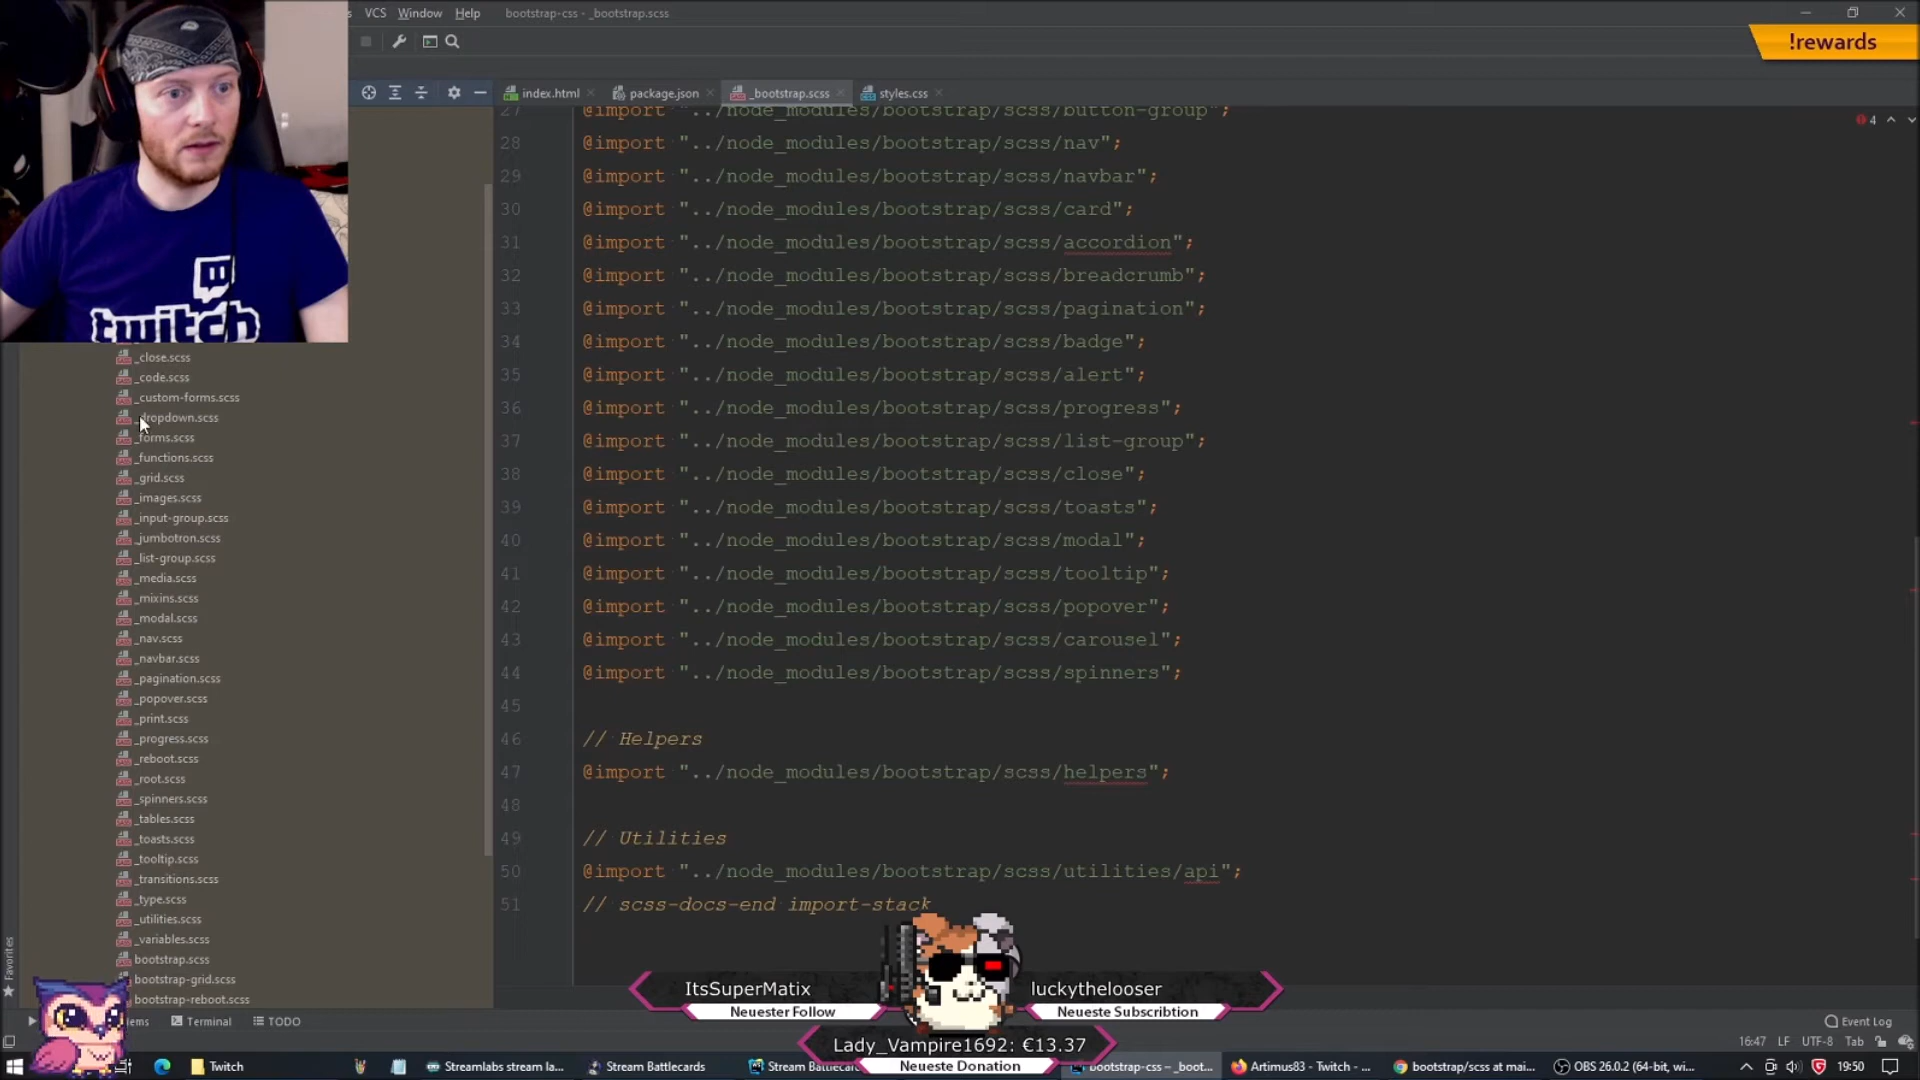 VCS Window Help bootstrap-css - _bootstrap.scss
!rewards
index.html package.json _bootstrap.scss styles.css
4
twitch
27 @import "../node_modules/bootstrap/scss/button-group";
28 @import "../node_modules/bootstrap/scss/nav";
29 @import "../node_modules/bootstrap/scss/navbar";
30 @import "../node_modules/bootstrap/scss/card";
31 @import "../node_modules/bootstrap/scss/accordion";
32 @import "../node_modules/bootstrap/scss/breadcrumb";
33 @import "../node_modules/bootstrap/scss/pagination";
34 @import "../node_modules/bootstrap/scss/badge";
35 @import "../node_modules/bootstrap/scss/alert";
36 @import "../node_modules/bootstrap/scss/progress";
37 @import "../node_modules/bootstrap/scss/list-group";
38 @import "../node_modules/bootstrap/scss/close";
39 @import "../node_modules/bootstrap/scss/toasts";
40 @import "../node_modules/bootstrap/scss/modal";
41 @import "../node_modules/bootstrap/scss/tooltip";
42 @import "../node_modules/bootstrap/scss/popover";
43 @import "../node_modules/bootstrap/scss/carousel";
44 @import "../node_modules/bootstrap/scss/spinners";
45
46 // Helpers
47 @import "../node_modules/bootstrap/scss/helpers";
48
49 // Utilities
50 @import "../node_modules/bootstrap/scss/utilities/api";
51 // scss-docs-end import-stack
_close.scss
_code.scss
_custom-forms.scss
_dropdown.scss
_forms.scss
_functions.scss
_grid.scss
_images.scss
_input-group.scss
_jumbotron.scss
_list-group.scss
_media.scss
_mixins.scss
_modal.scss
_nav.scss
_navbar.scss
_pagination.scss
_popover.scss
_print.scss
_progress.scss
_reboot.scss
_root.scss
_spinners.scss
_tables.scss
_toasts.scss
_tooltip.scss
_transitions.scss
_type.scss
_utilities.scss
_variables.scss
bootstrap.scss
bootstrap-grid.scss
bootstrap-reboot.scss
Favorites
ItsSuperMatix
Neuester Follow
luckythelooser
Neueste Subscribtion
Lady_Vampire1692: €13.37
Neueste Donation
Terminal TODO
Event Log
16:47 LF UTF-8 Tab
Twitch Streamlabs stream la... Stream Battlecards bootstrap-css – _boot... Artimus83 - Twitch - ... bootstrap/scss at mai... OBS 26.0.2 (64-bit, wi... 19:50